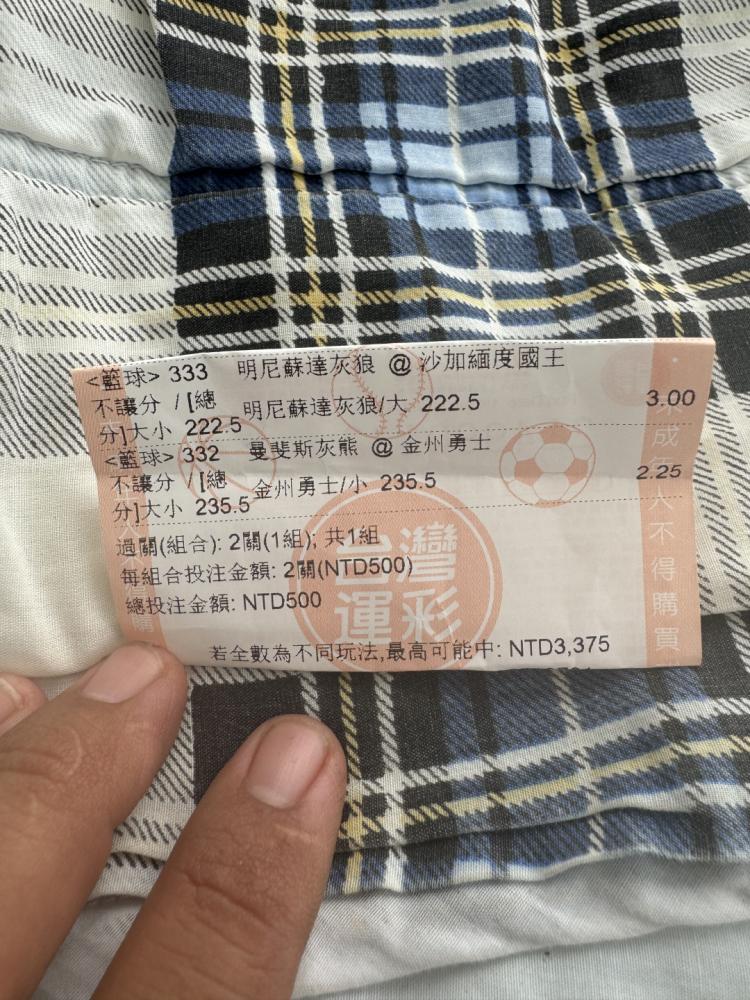 <籃球> 333 明尼蘇達灰狼 @ 沙加緬度國王
不讓分 / [總
分]大小 222.5 明尼蘇達灰狼/大 222.5 3.00
<籃球> 332 曼斐斯灰熊 @ 金州勇士
不讓分 / [總
分]大小 235.5 金州勇士/小 235.5 2.25
過關(組合): 2關(1組); 共1組
每組合投注金額: 2關(NTD500)
總投注金額: NTD500
若全數為不同玩法,最高可能中: NTD3,375
台灣
運彩
成
人不得購買
購